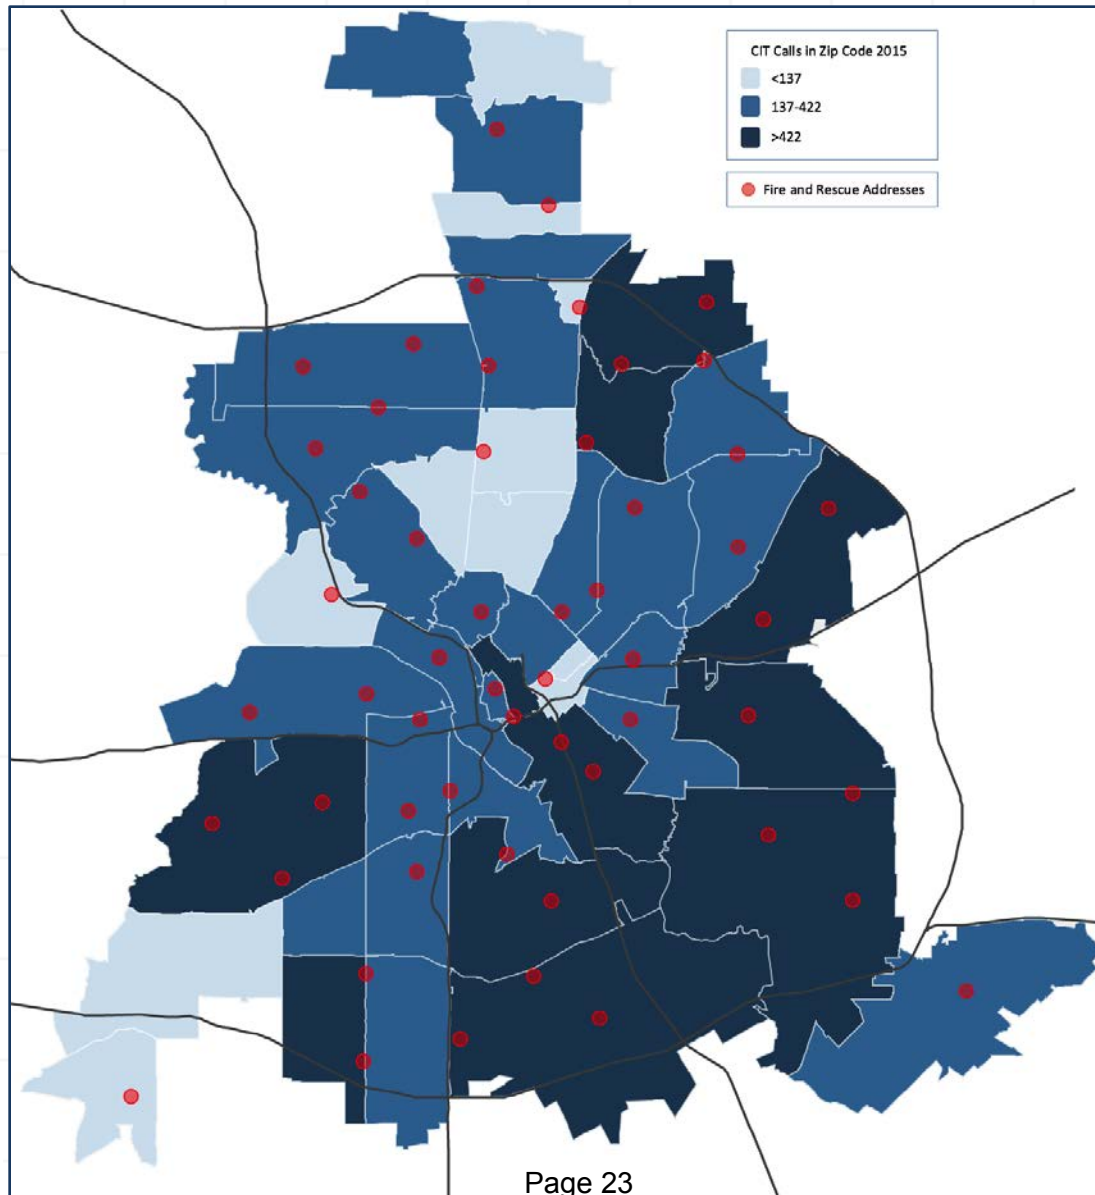 CIT Calls in Zip Code 2015
<137
137-422
>422
Fire and Rescue Addresses
Page 23